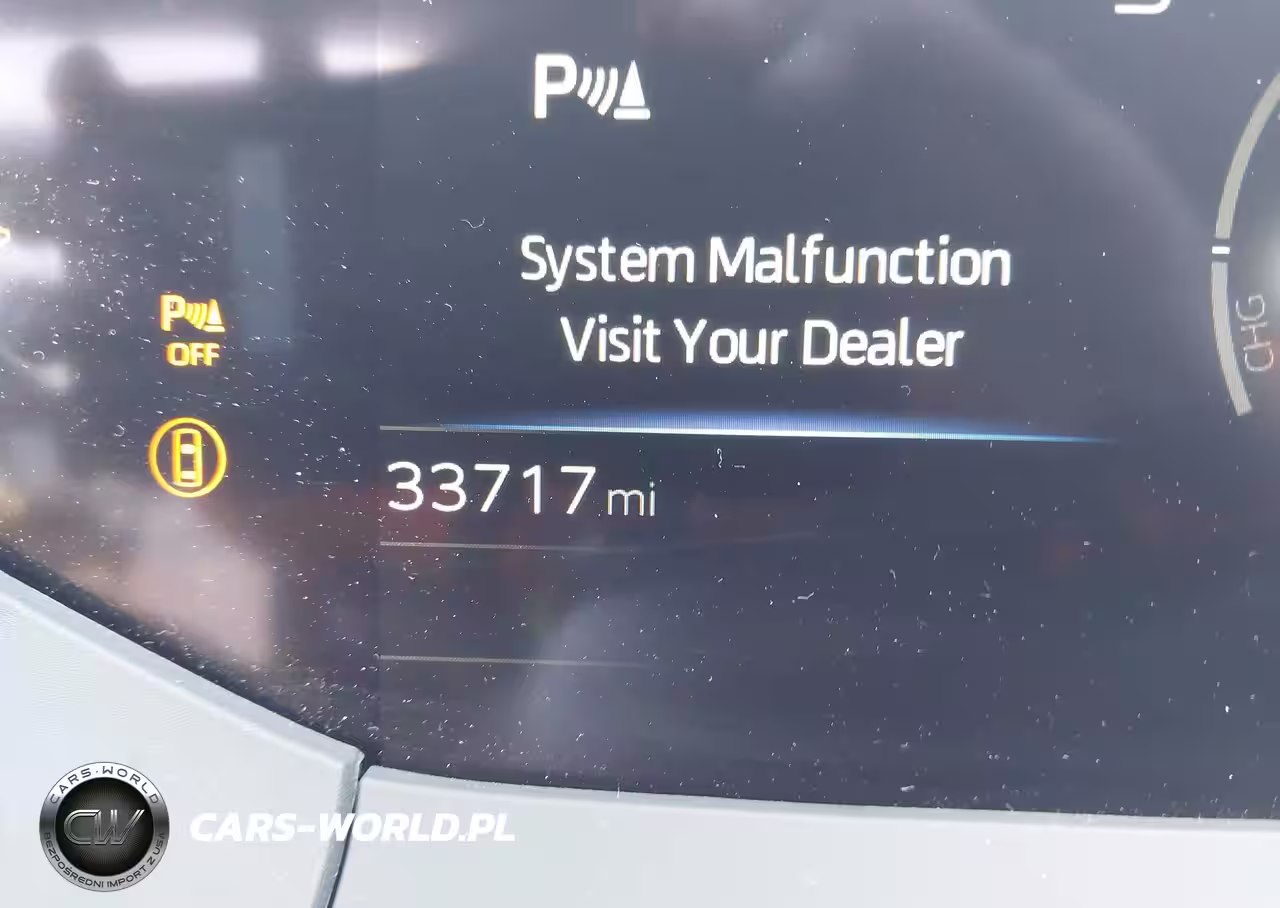 P
System Malfunction
Visit Your Dealer
P
OFF
33717 mi
CHG
CARS-WORLD
CW
BEZPOŚREDNI IMPORT Z USA
CARS-WORLD.PL